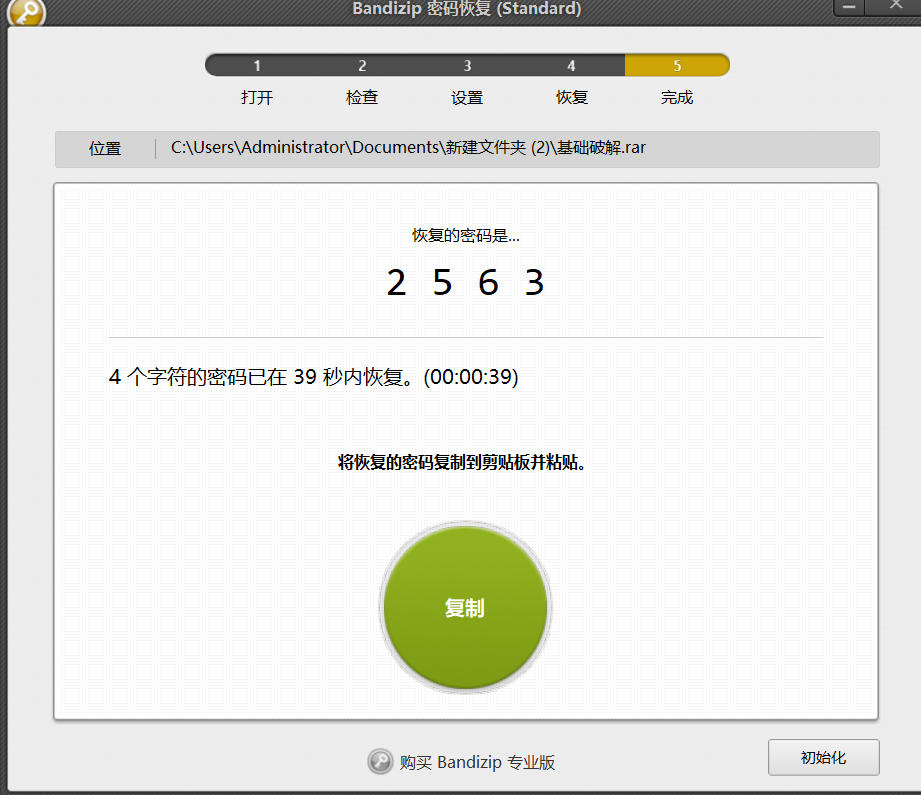 Bandizip 密码恢复 (Standard)
1 2 3 4 5
打开 检查 设置 恢复 完成
位置 C:\Users\Administrator\Documents\新建文件夹 (2)\基础破解.rar
恢复的密码是...
2 5 6 3
4 个字符的密码已在 39 秒内恢复。(00:00:39)
将恢复的密码复制到剪贴板并粘贴。
复制
购买 Bandizip 专业版
初始化